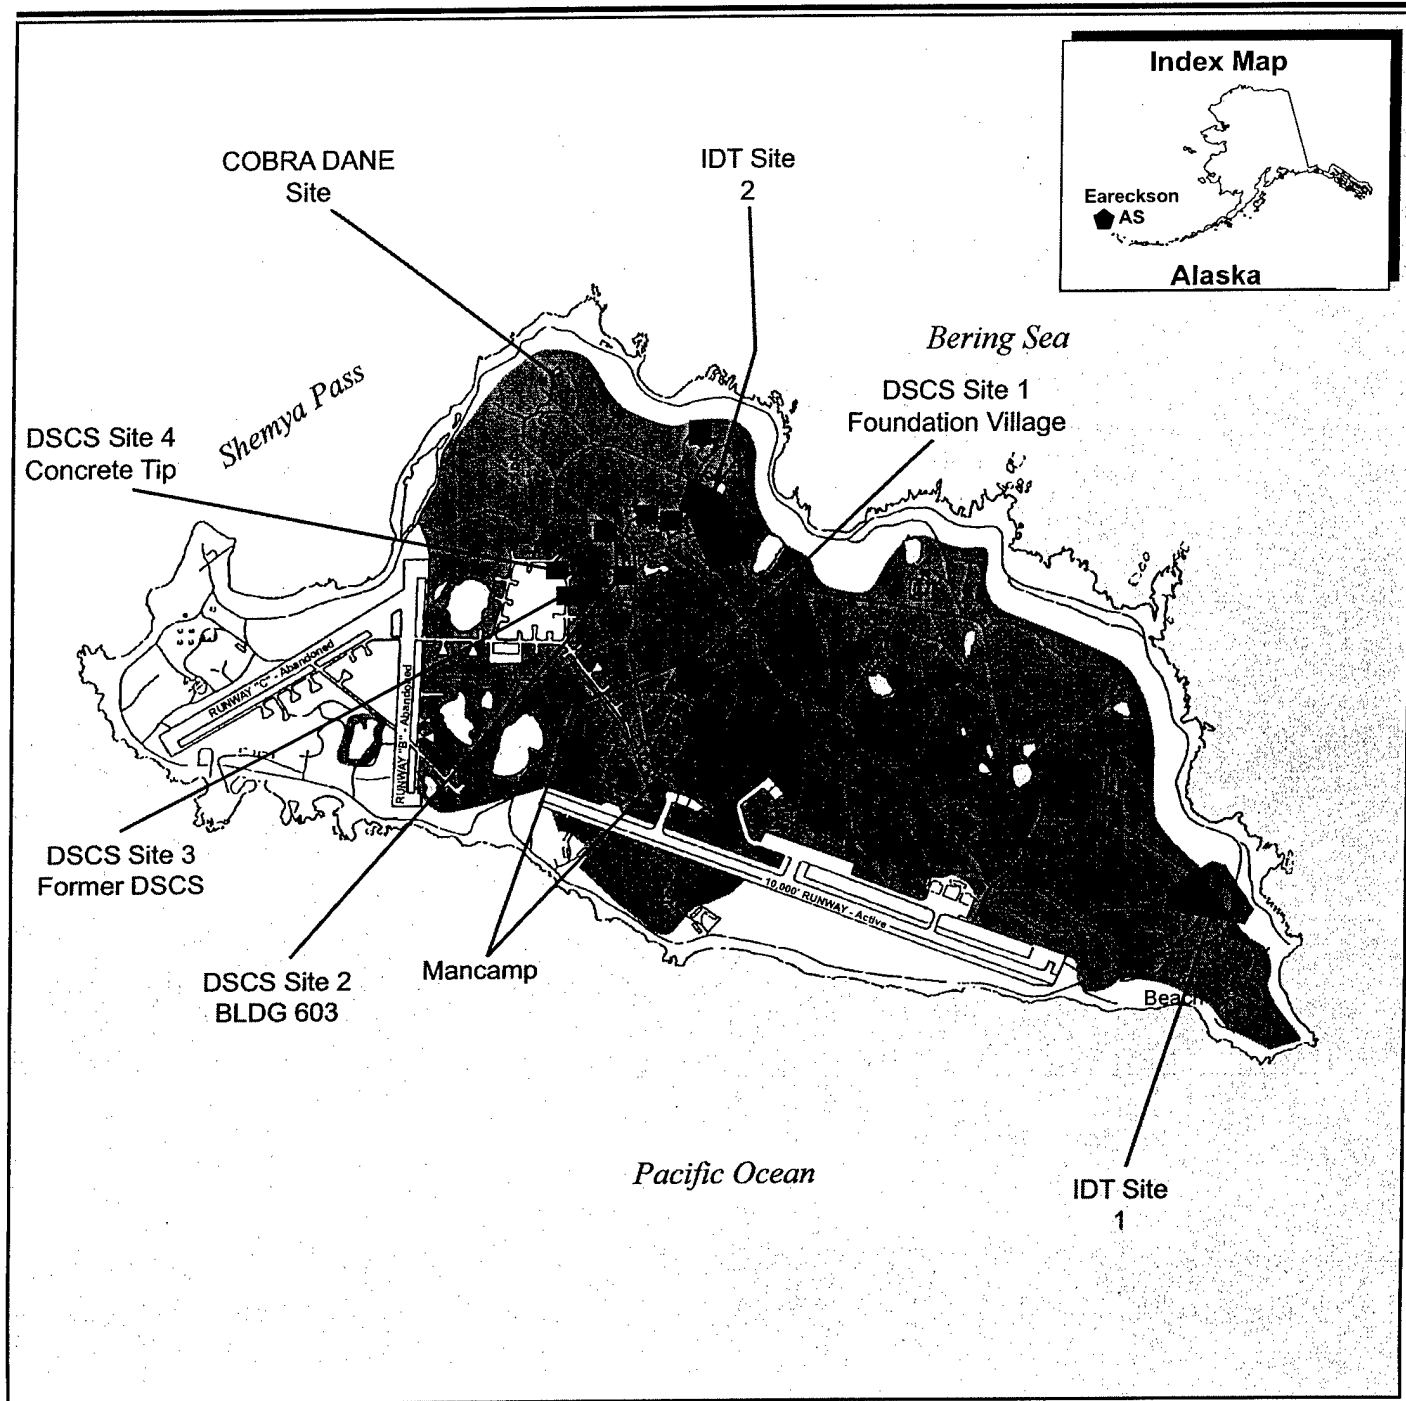 Index Map
Eareckson
AS
Alaska
COBRA DANE
Site
IDT Site
2
Bering Sea
Shemya Pass
DSCS Site 1
Foundation Village
DSCS Site 4
Concrete Tip
RUNWAY "C" - Abandoned
RUNWAY "B" - Abandoned
DSCS Site 3
Former DSCS
10,000' RUNWAY - Active
DSCS Site 2
BLDG 603
Mancamp
Beach
Pacific Ocean
IDT Site
1